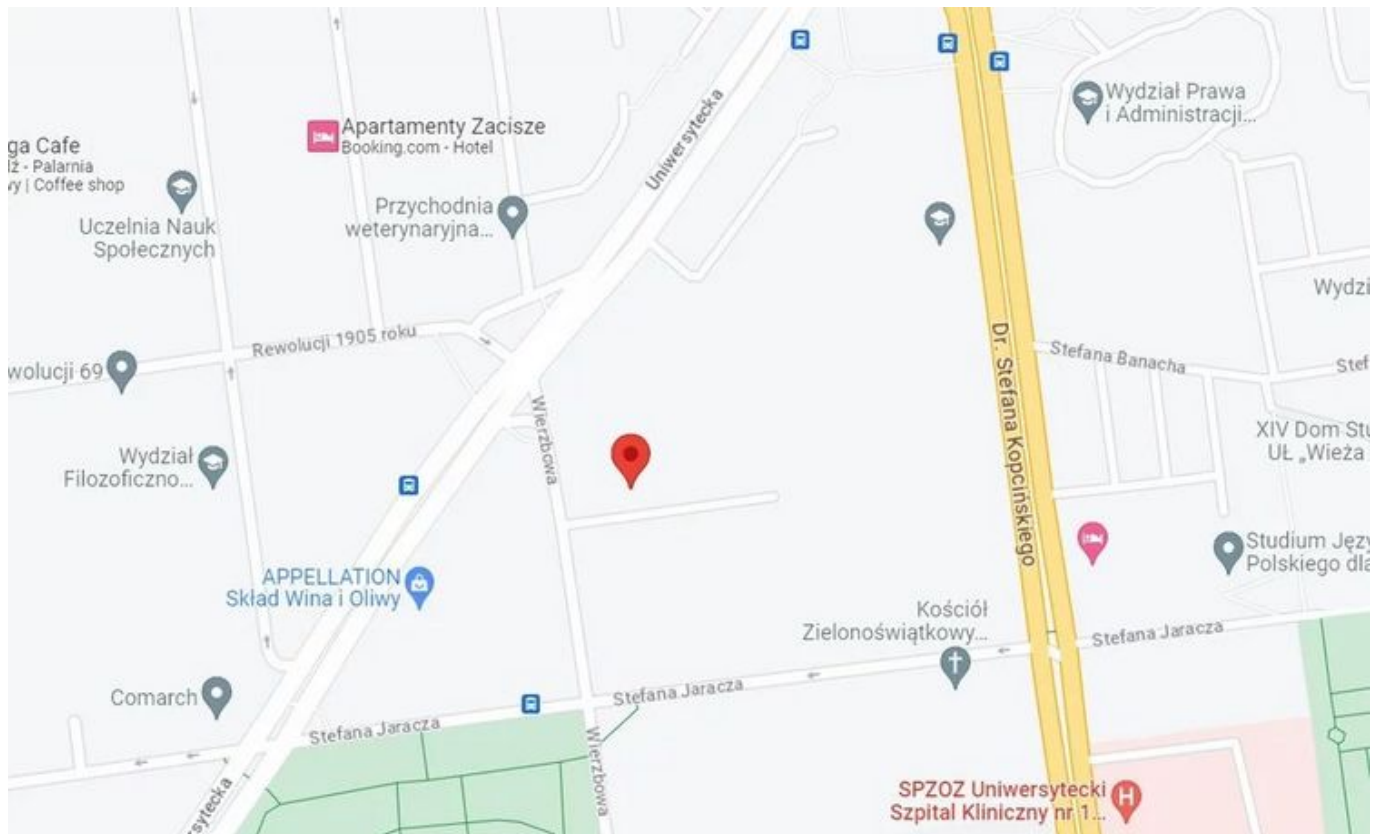 Wydział Prawa
i Administracji...
Apartamenty Zacisze
Booking.com - Hotel
ga Cafe
dź - Palarnia
wy | Coffee shop
Uniwersytecka
Przychodnia
weterynaryjna...
Uczelnia Nauk
Społecznych
Wydzi
Rewolucji 1905 roku
Dr. Stefana Kopcińskiego
Stefana Banacha
Stef
wolucji 69
Wierzbowa
XIV Dom Stu
UŁ „Wieża
Wydział
Filozoficzno...
Studium Języ
Polskiego dla
APPELLATION
Skład Wina i Oliwy
Kościół
Zielonoświątkowy...
Stefana Jaracza
Stefana Jaracza
Comarch
Stefana Jaracza
Wierzbowa
sytecka
SPZOZ Uniwersytecki
Szpital Kliniczny nr 1...
H